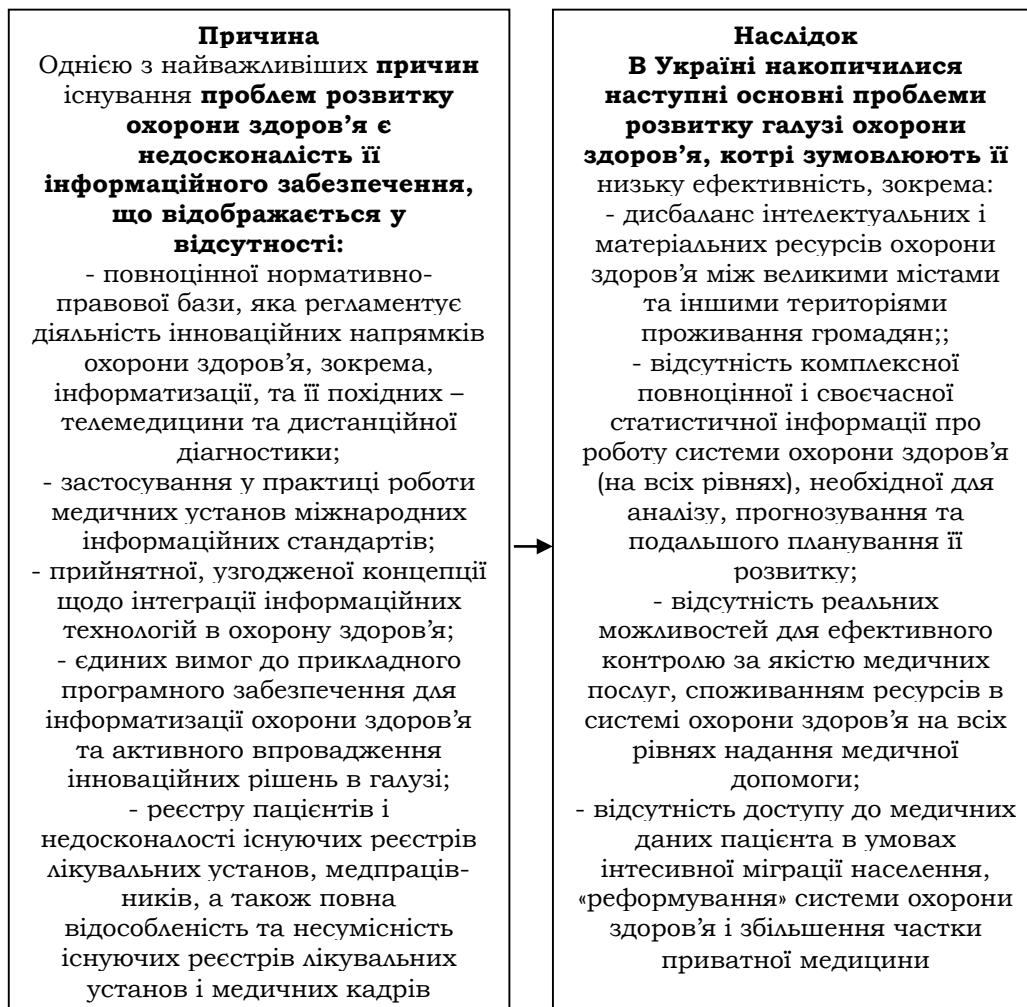 Причина
Однією з найважливіших причин
існування проблем розвитку
охорони здоров’я є
недосконалість її
інформаційного забезпечення,
що відображається у
відсутності:
- повноцінної нормативно-
правової бази, яка регламентує
діяльність інноваційних напрямків
охорони здоров’я, зокрема,
інформатизації, та її похідних –
телемедицини та дистанційної
діагностики;
- застосування у практиці роботи
медичних установ міжнародних
інформаційних стандартів;
- прийнятної, узгодженої концепції
щодо інтеграції інформаційних
технологій в охорону здоров’я;
- єдиних вимог до прикладного
програмного забезпечення для
інформатизації охорони здоров’я
та активного впровадження
інноваційних рішень в галузі;
- реєстру пацієнтів і
недосконалості існуючих реєстрів
лікувальних установ, медпраців-
ників, а також повна
відособленість та несумісність
існуючих реєстрів лікувальних
установ і медичних кадрів
Наслідок
В Україні накопичилися
наступні основні проблеми
розвитку галузі охорони
здоров’я, котрі зумовлюють її
низьку ефективність, зокрема:
- дисбаланс інтелектуальних і
матеріальних ресурсів охорони
здоров’я між великими містами
та іншими територіями
проживання громадян;;
- відсутність комплексної
повноцінної і своєчасної
статистичної інформації про
роботу системи охорони здоров’я
(на всіх рівнях), необхідної для
аналізу, прогнозування та
подальшого планування її
розвитку;
- відсутність реальних
можливостей для ефективного
контролю за якістю медичних
послуг, споживанням ресурсів в
системі охорони здоров’я на всіх
рівнях надання медичної
допомоги;
- відсутність доступу до медичних
даних пацієнта в умовах
інтесивної міграції населення,
«реформування» системи охорони
здоров’я і збільшення частки
приватної медицини